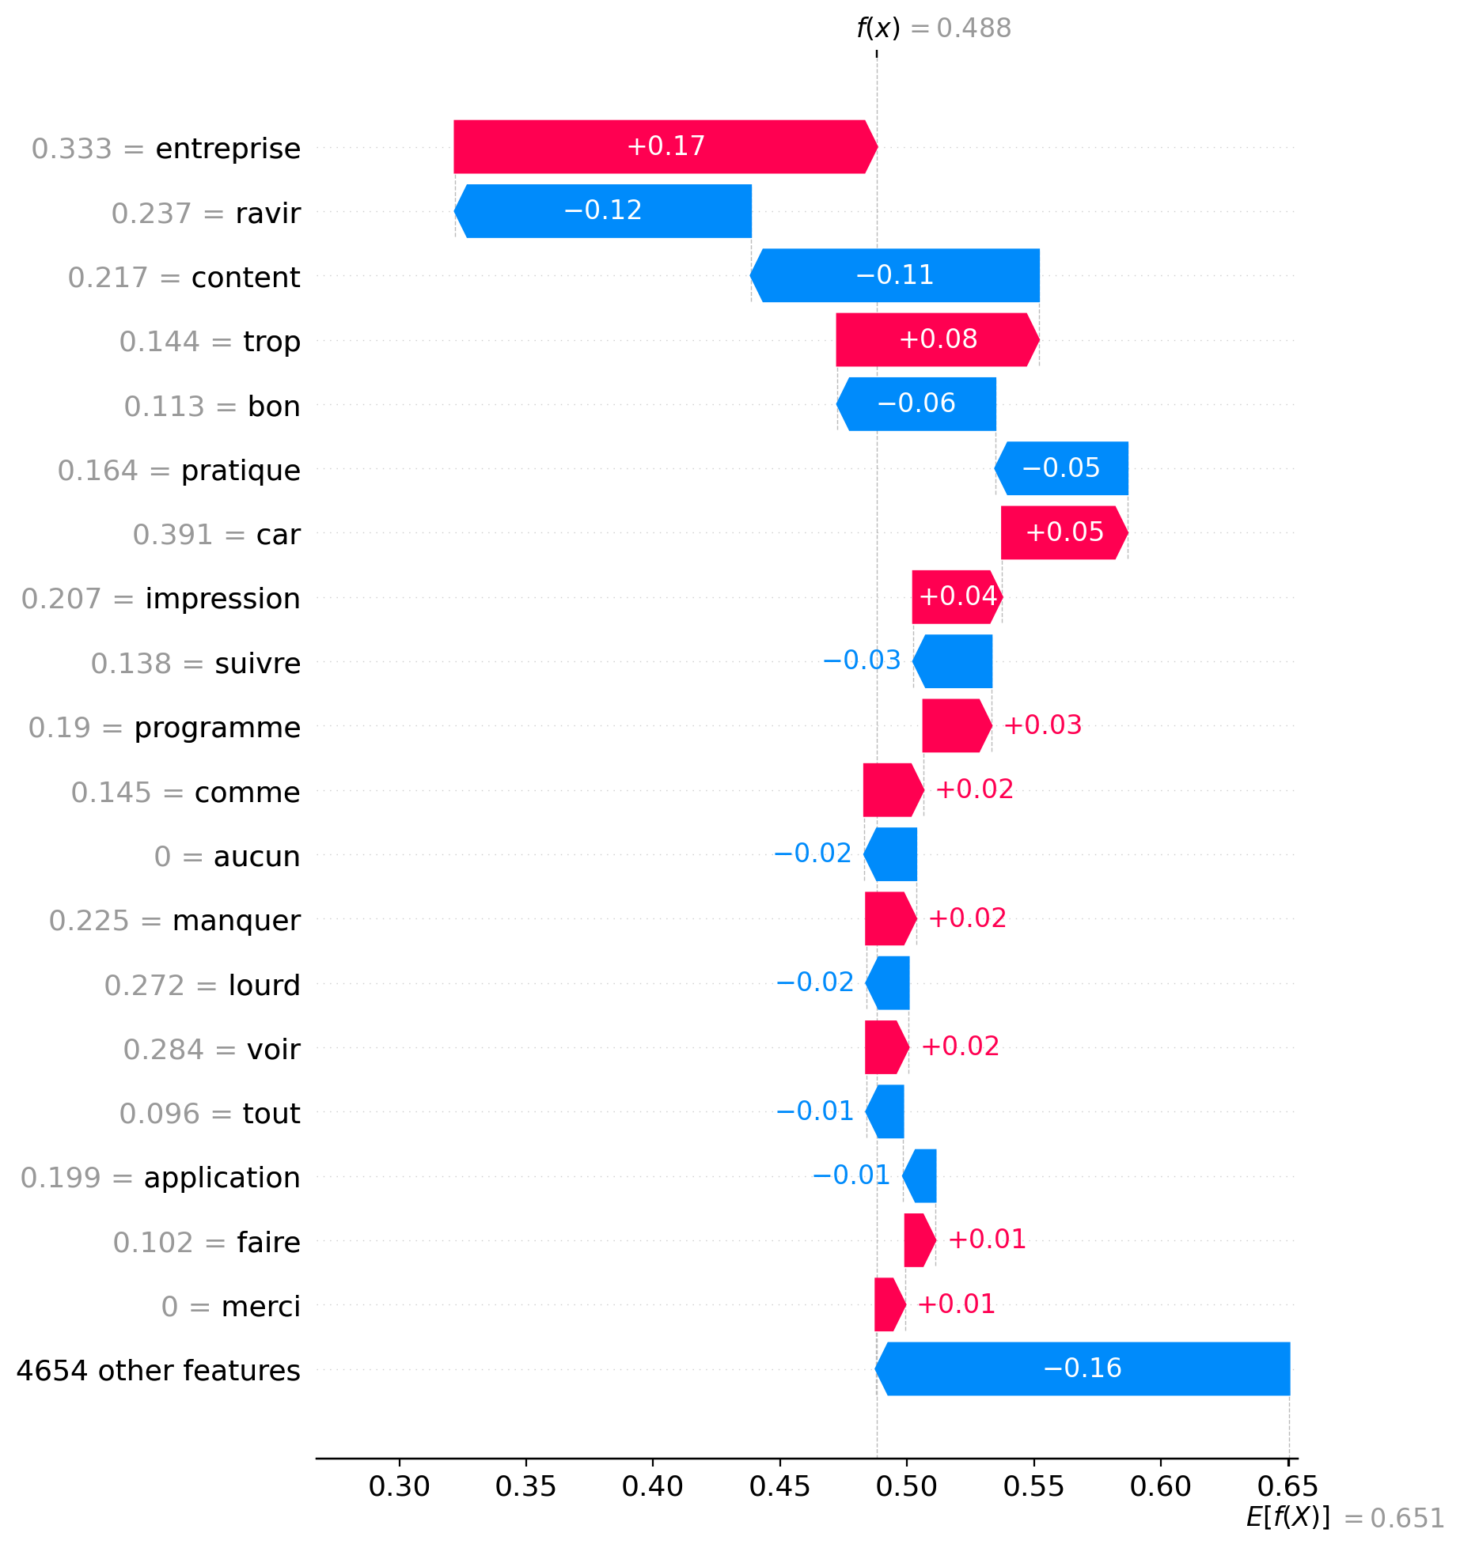 f(x) = 0.488
0.333 = entreprise +0.17
0.237 = ravir −0.12
0.217 = content −0.11
0.144 = trop +0.08
0.113 = bon −0.06
0.164 = pratique −0.05
0.391 = car +0.05
0.207 = impression +0.04
0.138 = suivre −0.03
0.19 = programme +0.03
0.145 = comme +0.02
0 = aucun −0.02
0.225 = manquer +0.02
0.272 = lourd −0.02
0.284 = voir +0.02
0.096 = tout −0.01
0.199 = application −0.01
0.102 = faire +0.01
0 = merci +0.01
4654 other features −0.16
0.30 0.35 0.40 0.45 0.50 0.55 0.60 0.65
E[f(X)] = 0.651